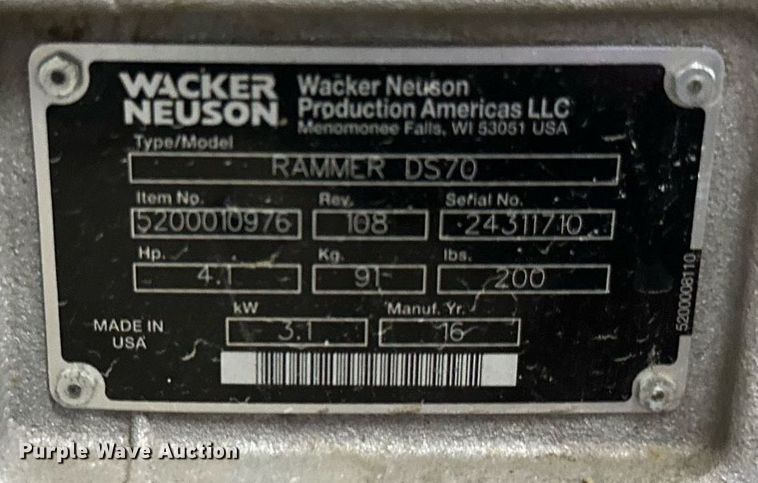 WACKER NEUSON
Wacker Neuson
Production Americas LLC
Menomonee Falls, WI 53051 USA
Type/Model
RAMMER DS70
Item No. Rev. Serial No.
5200010976 108 24311710
Hp. Kg. lbs.
4.1 91 200
kW Manuf. Yr.
MADE IN USA 3.1 16
5200008110
Purple Wave Auction